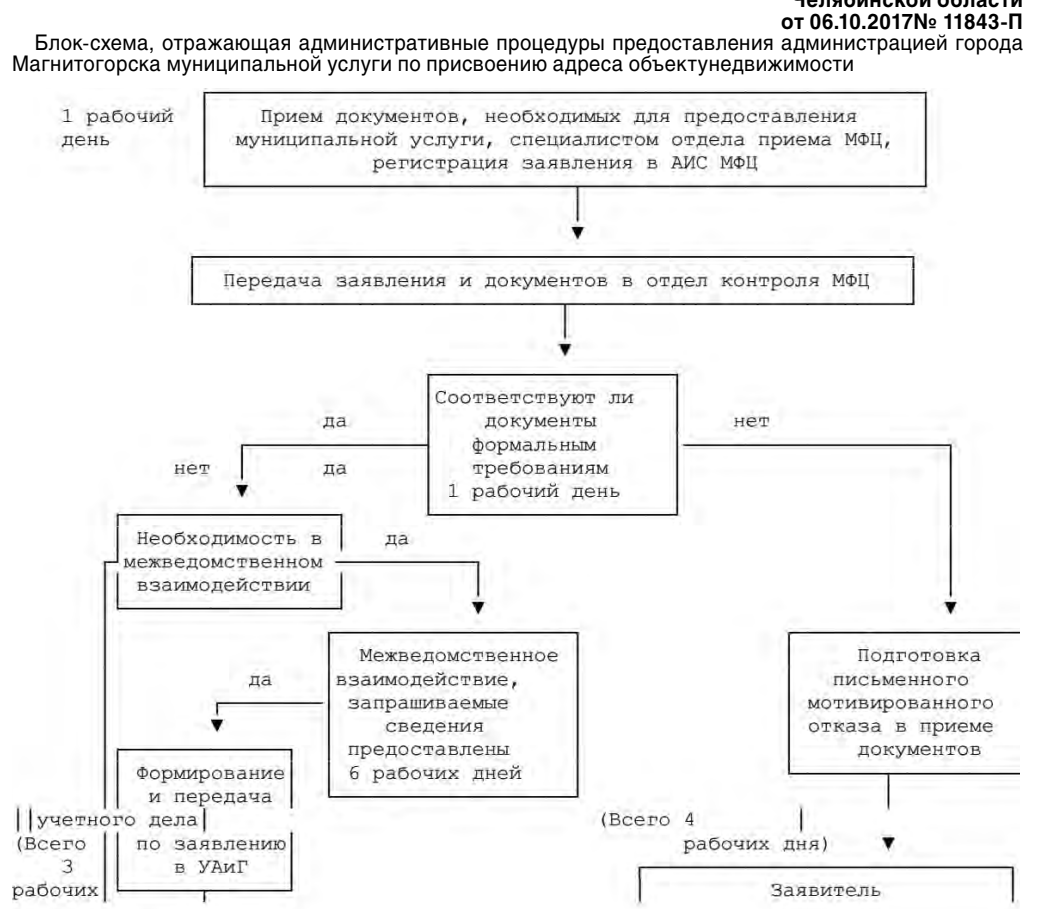 Челябинской области
от 06.10.2017№ 11843-П
Блок-схема, отражающая административные процедуры предоставления администрацией города
Магнитогорска муниципальной услуги по присвоению адреса объектунедвижимости
1 рабочий
день
Прием документов, необходимых для предоставления
муниципальной услуги, специалистом отдела приема МФЦ,
регистрация заявления в АИС МФЦ
Передача заявления и документов в отдел контроля МФЦ
Соответствуют ли
документы
формальным
требованиям
1 рабочий день
да
нет
нет
да
Необходимость в
межведомственном
взаимодействии
да
Межведомственное
взаимодействие,
запрашиваемые
сведения
предоставлены
6 рабочих дней
да
Подготовка
письменного
мотивированного
отказа в приеме
документов
Формирование
и передача
учетного дела
по заявлению
в УАиГ
(Всего
3
рабочих
(Всего 4
рабочих дня)
Заявитель